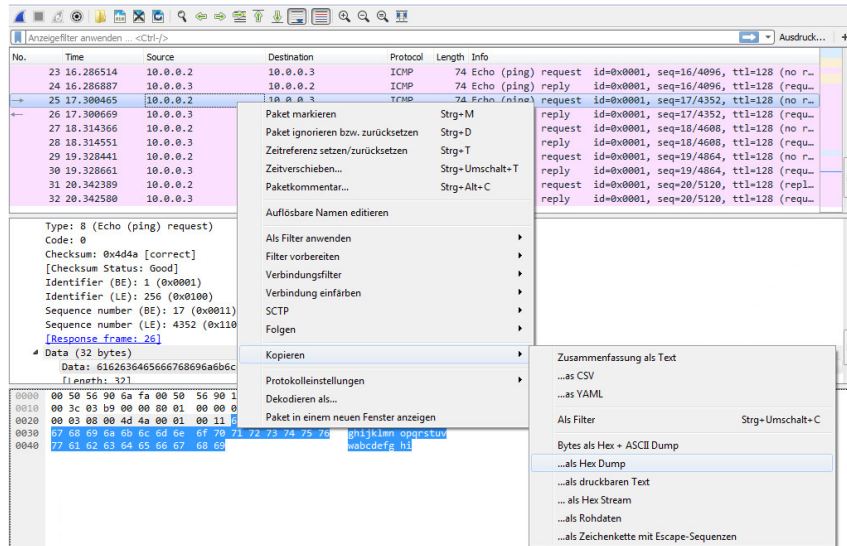 Anzeigefilter anwenden ... <Ctrl-/>
Ausdruck... +
No. Time Source Destination Protocol Length Info
23 16.286514 10.0.0.2 10.0.0.3 ICMP 74 Echo (ping) request id=0x0001, seq=16/4096, ttl=128 (no r…
24 16.286887 10.0.0.3 10.0.0.2 ICMP 74 Echo (ping) reply id=0x0001, seq=16/4096, ttl=128 (requ…
25 17.300465 10.0.0.2 10.0.0.3 ICMP 74 Echo (ping) request id=0x0001, seq=17/4352, ttl=128 (no r…
26 17.300669 10.0.0.3 reply id=0x0001, seq=17/4352, ttl=128 (requ…
27 18.314366 10.0.0.2 request id=0x0001, seq=18/4608, ttl=128 (no r…
28 18.314551 10.0.0.3 reply id=0x0001, seq=18/4608, ttl=128 (requ…
29 19.328441 10.0.0.2 request id=0x0001, seq=19/4864, ttl=128 (no r…
30 19.328661 10.0.0.3 reply id=0x0001, seq=19/4864, ttl=128 (requ…
31 20.342389 10.0.0.2 request id=0x0001, seq=20/5120, ttl=128 (repl…
32 20.342580 10.0.0.3 reply id=0x0001, seq=20/5120, ttl=128 (requ…
Paket markieren Strg+M
Paket ignorieren bzw. zurücksetzen Strg+D
Zeitreferenz setzen/zurücksetzen Strg+T
Zeitverschieben... Strg+Umschalt+T
Paketkommentar... Strg+Alt+C
Auflösbare Namen editieren
Als Filter anwenden
Filter vorbereiten
Verbindungsfilter
Verbindung einfärben
SCTP
Folgen
Kopieren
Protokolleinstellungen
Dekodieren als...
Paket in einem neuen Fenster anzeigen
Zusammenfassung als Text
...as CSV
...as YAML
Als Filter Strg+Umschalt+C
Bytes als Hex + ASCII Dump
...als Hex Dump
...als druckbaren Text
... als Hex Stream
...als Rohdaten
...als Zeichenkette mit Escape-Sequenzen
Type: 8 (Echo (ping) request)
Code: 0
Checksum: 0x4d4a [correct]
[Checksum Status: Good]
Identifier (BE): 1 (0x0001)
Identifier (LE): 256 (0x0100)
Sequence number (BE): 17 (0x0011)
Sequence number (LE): 4352 (0x110
[Response frame: 26]
Data (32 bytes)
Data: 6162636465666768696a6b6c
[Length: 32]
0000 00 50 56 90 6a fa 00 50 56 90 1
0010 00 3c 03 b9 00 00 80 01 00 00 0
0020 00 03 08 00 4d 4a 00 01 00 11 6
0030 67 68 69 6a 6b 6c 6d 6e 6f 70 71 72 73 74 75 76 ghijklmn opqrstuv
0040 77 61 62 63 64 65 66 67 68 69 wabcdefg hi